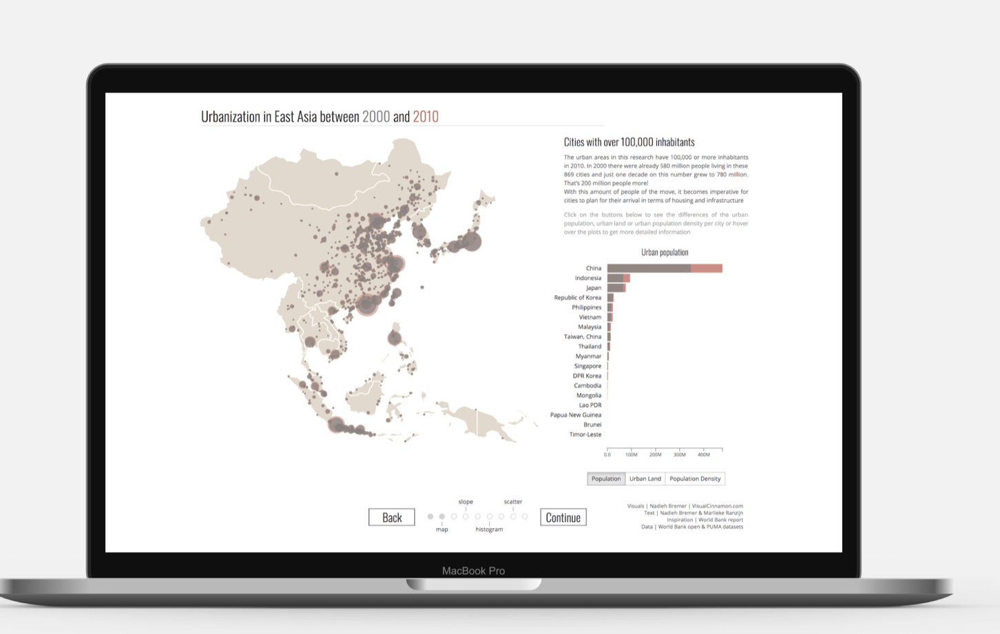 Urbanization in East Asia between 2000 and 2010
Cities with over 100,000 inhabitants
The urban areas in this research have 100,000 or more inhabitants
in 2010. In 2000 there were already 580 million people living in these
869 cities and just one decade on this number grew to 780 million.
That's 200 million people more!
With this amount of people of the move, it becomes imperative for
cities to plan for their arrival in terms of housing and infrastructure
Click on the buttons below to see the differences of the urban
population, urban land or urban population density per city or hover
over the plots to get more detailed information
Urban population
China
Indonesia
Japan
Republic of Korea
Philippines
Vietnam
Malaysia
Taiwan, China
Thailand
Myanmar
Singapore
DPR Korea
Cambodia
Mongolia
Lao PDR
Papua New Guinea
Brunei
Timor-Leste
0.0 100M 200M 300M 400M
Population Urban Land Population Density
slope scatter
Back Continue
map histogram
Visuals | Nadieh Bremer | VisualCinnamon.com
Text | Nadieh Bremer & Marlieke Ranzijn
Inspiration | World Bank report
Data | World Bank open & PUMA datasets
MacBook Pro